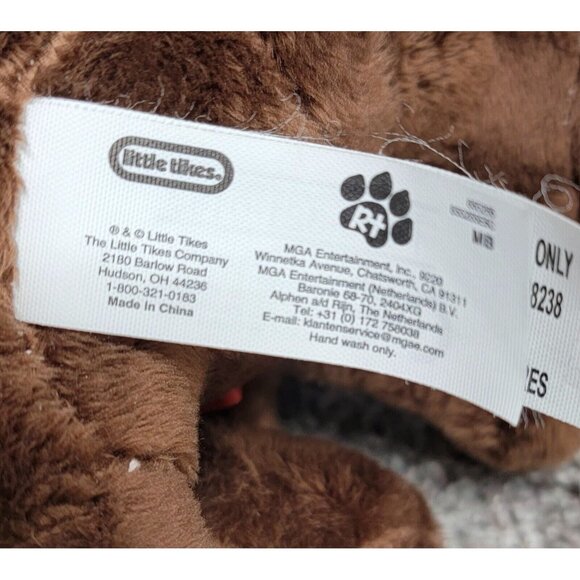 little tikes®
® & © Little Tikes
The Little Tikes Company
2180 Barlow Road
Hudson, OH 44236
1-800-321-0183
Made in China
R+
MGA Entertainment, Inc., 9220
Winnetka Avenue, Chatsworth, CA 91311
MGA Entertainment (Netherlands) B.V.
Baronie 68-70, 2404XG
Alphen a/d Rijn, The Netherlands
Tel: +31 (0) 172 758038
E-mail: klantenservice@mgae.com
Hand wash only.
ONLY
8238
RES